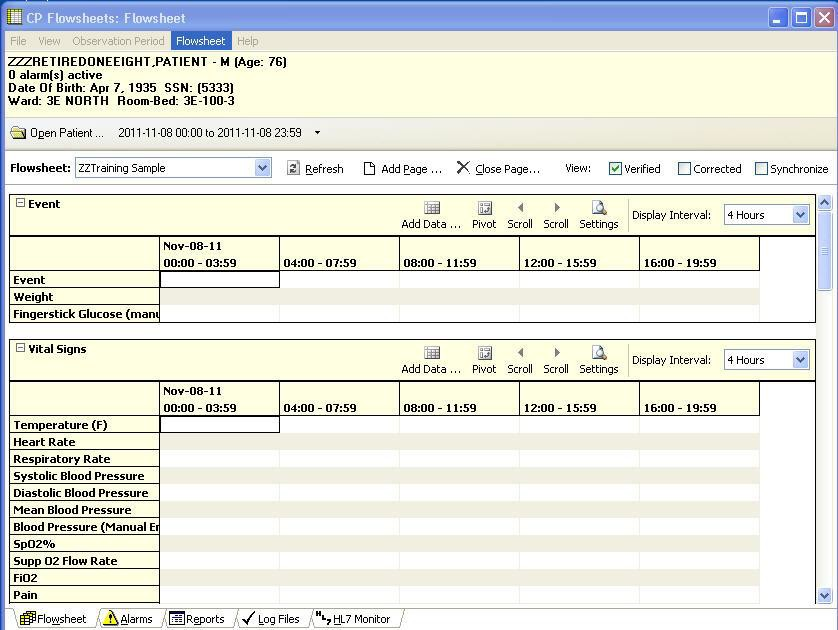 CP Flowsheets: Flowsheet
File View Observation Period Flowsheet Help
ZZZRETIREDONEEIGHT,PATIENT - M (Age: 76)
0 alarm(s) active
Date Of Birth: Apr 7, 1935 SSN: (5333)
Ward: 3E NORTH Room-Bed: 3E-100-3
Open Patient ... 2011-11-08 00:00 to 2011-11-08 23:59
Flowsheet: ZZTraining Sample Refresh Add Page ... Close Page... View: Verified Corrected Synchronize
Event
Add Data ... Pivot Scroll Scroll Settings Display Interval: 4 Hours
Nov-08-11
00:00 - 03:59 04:00 - 07:59 08:00 - 11:59 12:00 - 15:59 16:00 - 19:59
Event
Weight
Fingerstick Glucose (manu
Vital Signs
Add Data ... Pivot Scroll Scroll Settings Display Interval: 4 Hours
Nov-08-11
00:00 - 03:59 04:00 - 07:59 08:00 - 11:59 12:00 - 15:59 16:00 - 19:59
Temperature (F)
Heart Rate
Respiratory Rate
Systolic Blood Pressure
Diastolic Blood Pressure
Mean Blood Pressure
Blood Pressure (Manual Er
SpO2%
Supp O2 Flow Rate
FiO2
Pain
Flowsheet Alarms Reports Log Files HL7 Monitor